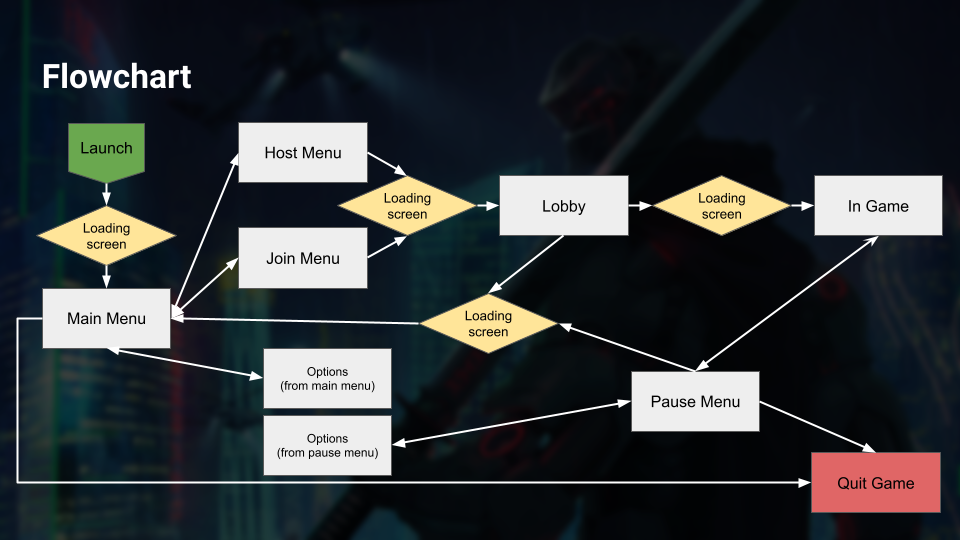 Flowchart
Launch
Host Menu
Loading
screen
Lobby
Loading
screen
In Game
Loading
screen
Join Menu
Main Menu
Loading
screen
Options
(from main menu)
Pause Menu
Options
(from pause menu)
Quit Game